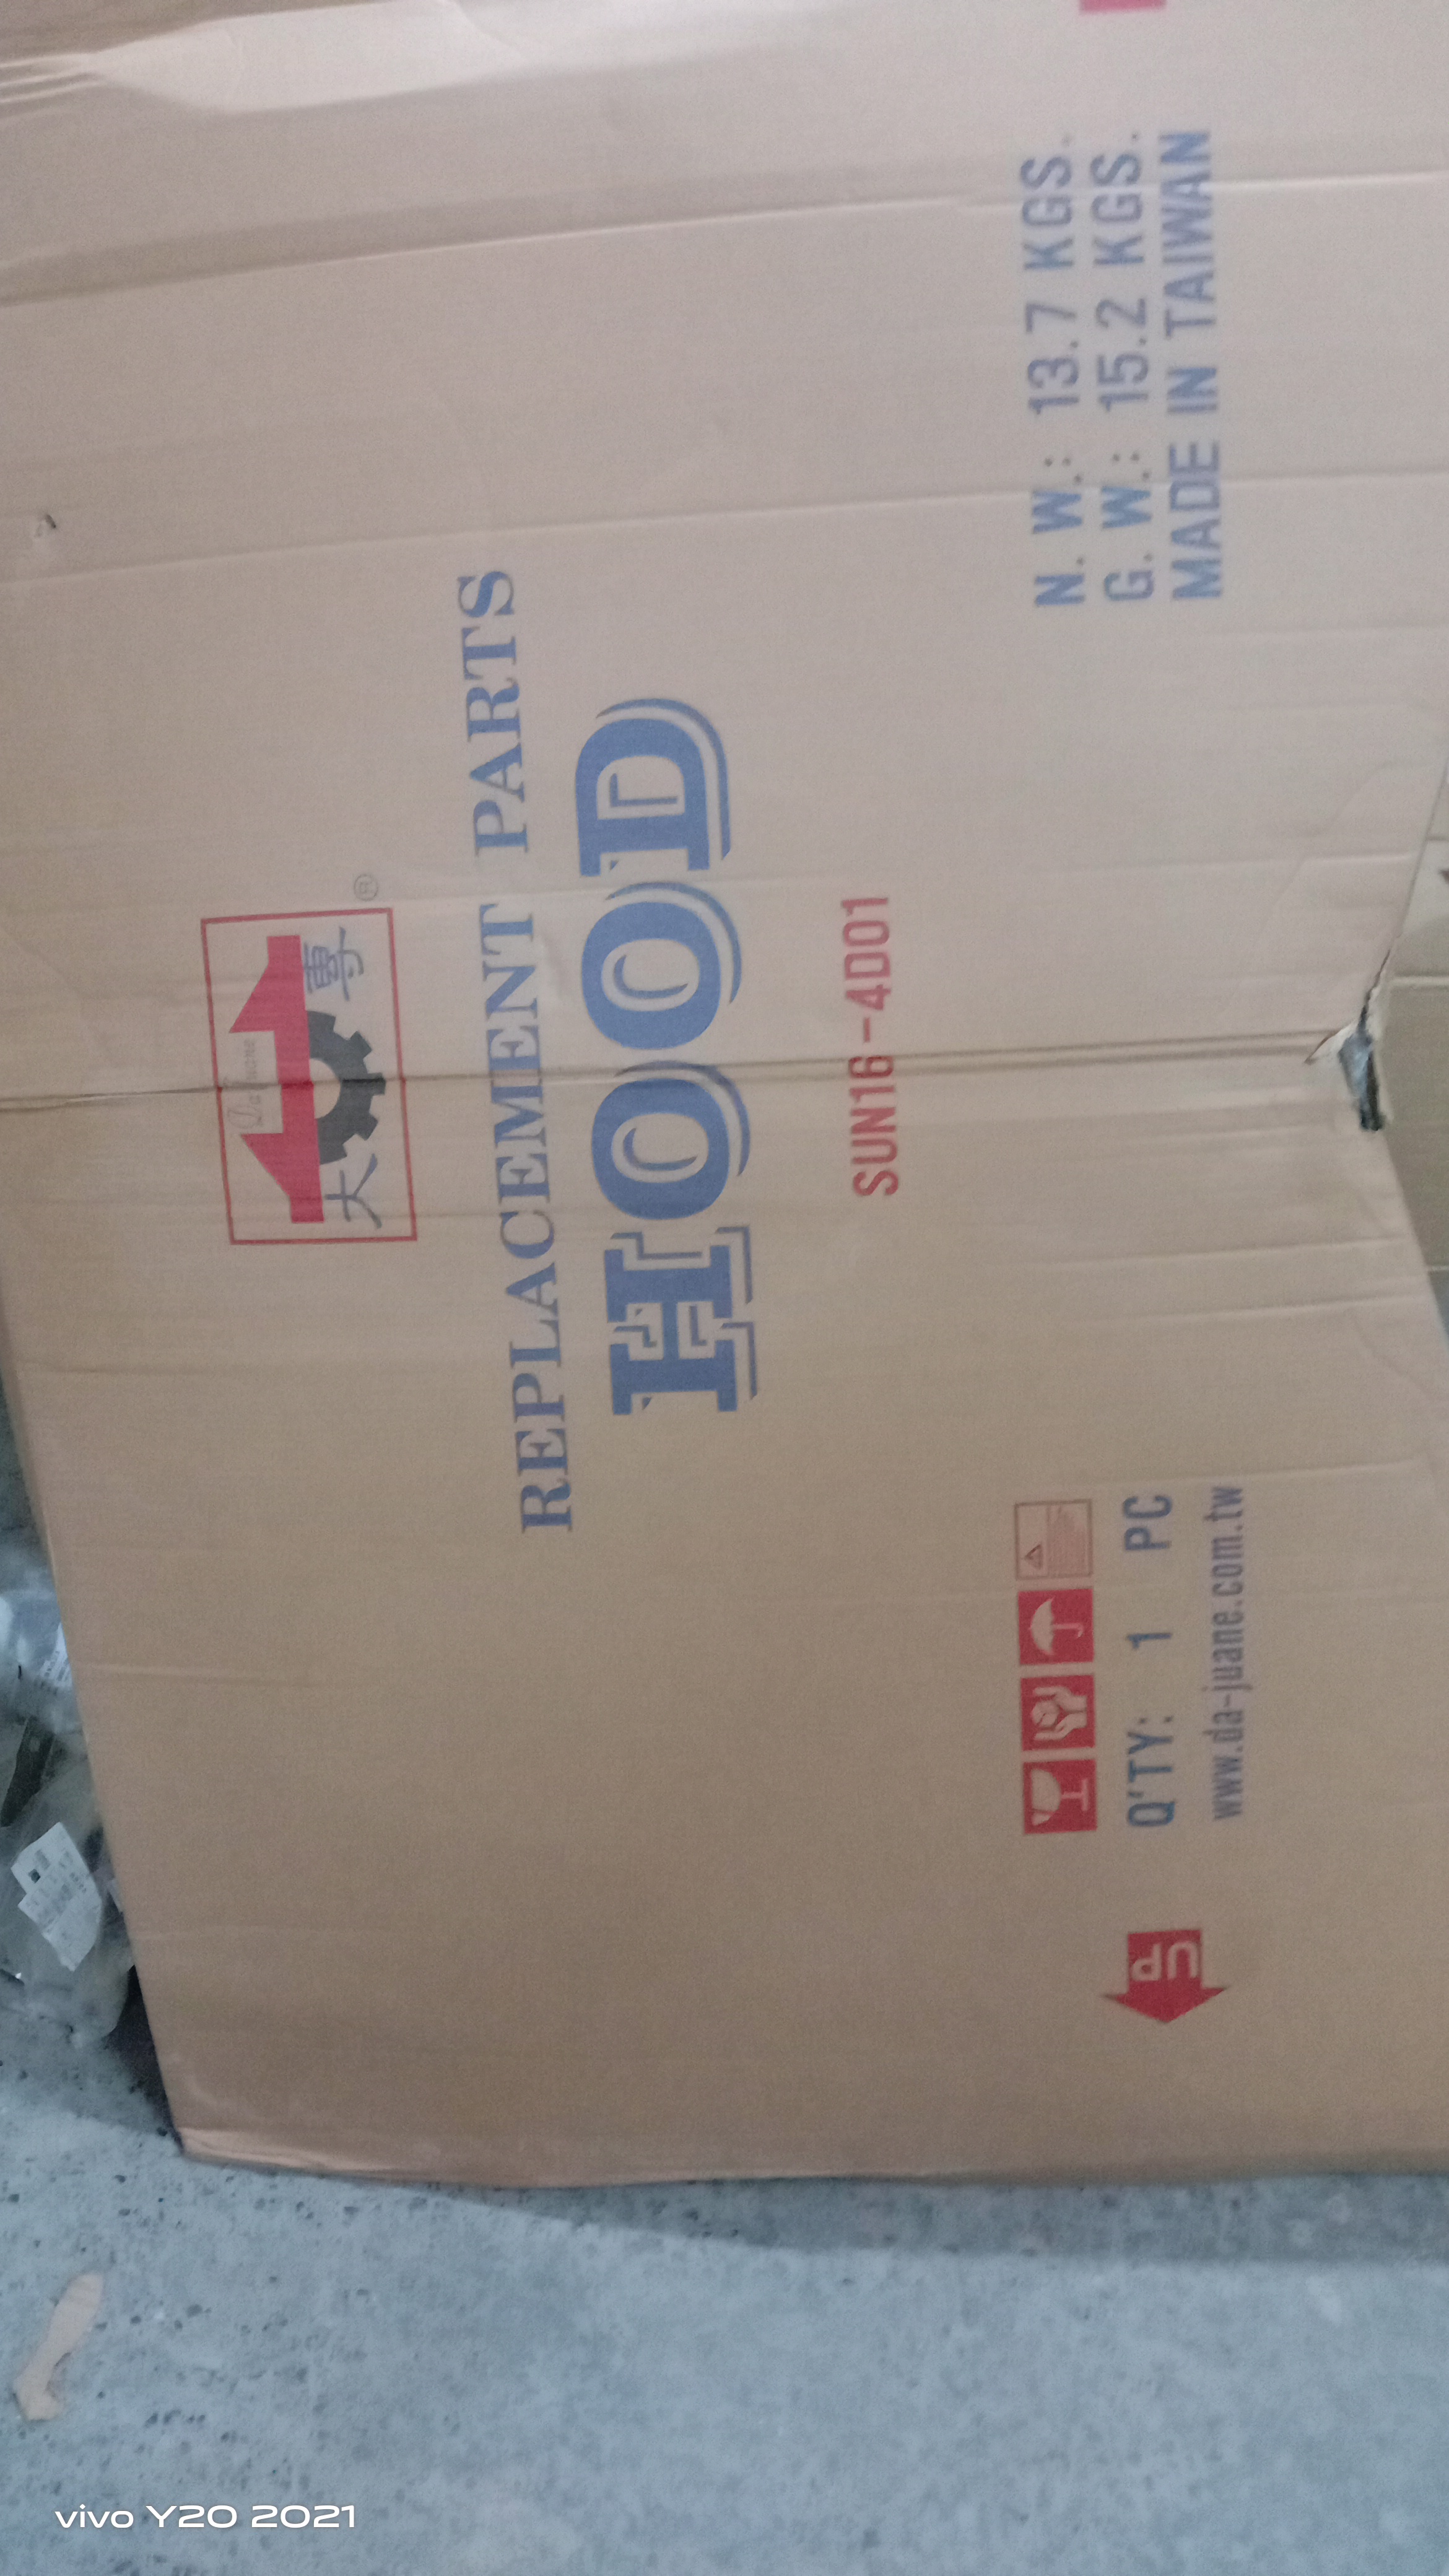 大 專
®
REPLACEMENT PARTS
HOOD
SUN16-4D01
Q'TY: 1 PC
www.da-juane.com.tw
UP
N. W.: 13.7 KGS.
G. W.: 15.2 KGS.
MADE IN TAIWAN
vivo Y20 2021